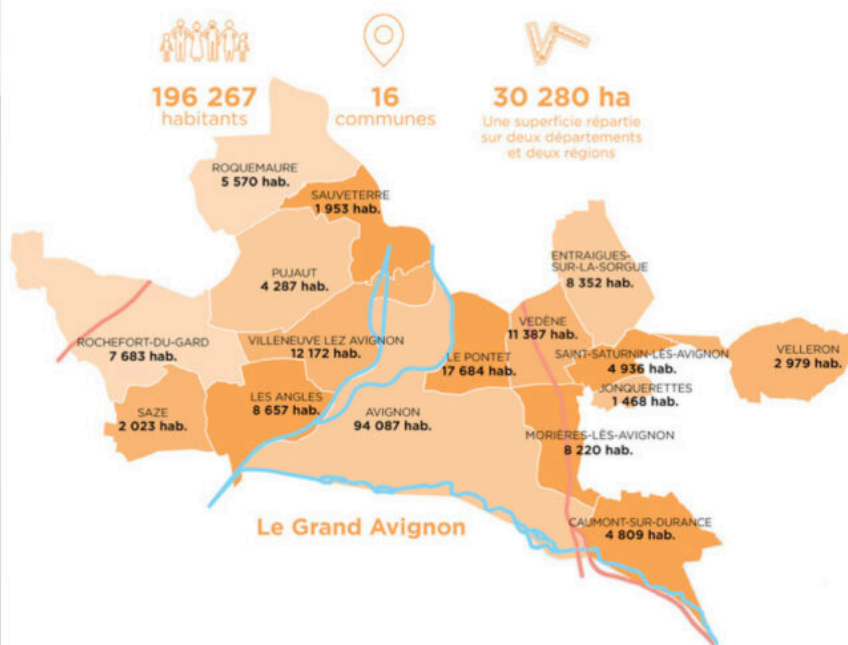 196 267
habitants
16
communes
30 280 ha
Une superficie répartie
sur deux départements
et deux régions
ROQUEMAURE
5 570 hab.
SAUVETERRE
1 953 hab.
ENTRAIGUES-
SUR-LA-SORGUE
8 352 hab.
PUJAUT
4 287 hab.
VEDÈNE
11 387 hab.
ROCHEFORT-DU-GARD
7 683 hab.
VILLENEUVE LEZ AVIGNON
12 172 hab.
LE PONTET
17 684 hab.
SAINT-SATURNIN-LÈS-AVIGNON
4 936 hab.
VELLERON
2 979 hab.
JONQUERETTES
1 468 hab.
SAZE
2 023 hab.
LES ANGLES
8 657 hab.
AVIGNON
94 087 hab.
MORIÈRES-LÈS-AVIGNON
8 220 hab.
Le Grand Avignon
CAUMONT-SUR-DURANCE
4 809 hab.